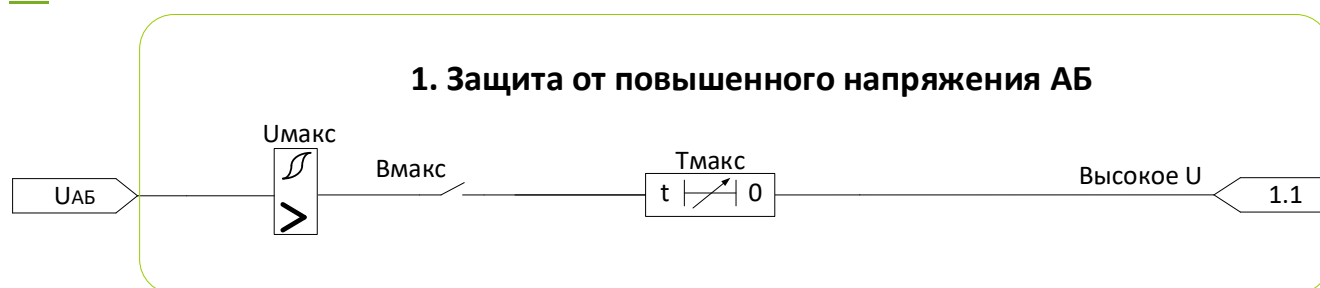 1. Защита от повышенного напряжения АБ
Uмакс
Вмакс
Тмакс
Высокое U
UАБ
>
t
0
1.1